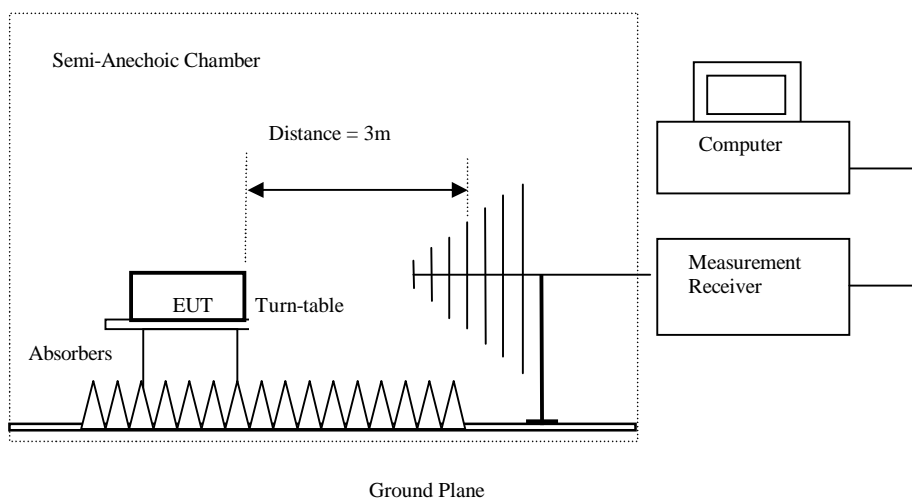 Semi-Anechoic Chamber
Distance = 3m
Computer
Measurement
Receiver
EUT
Turn-table
Absorbers
Ground Plane